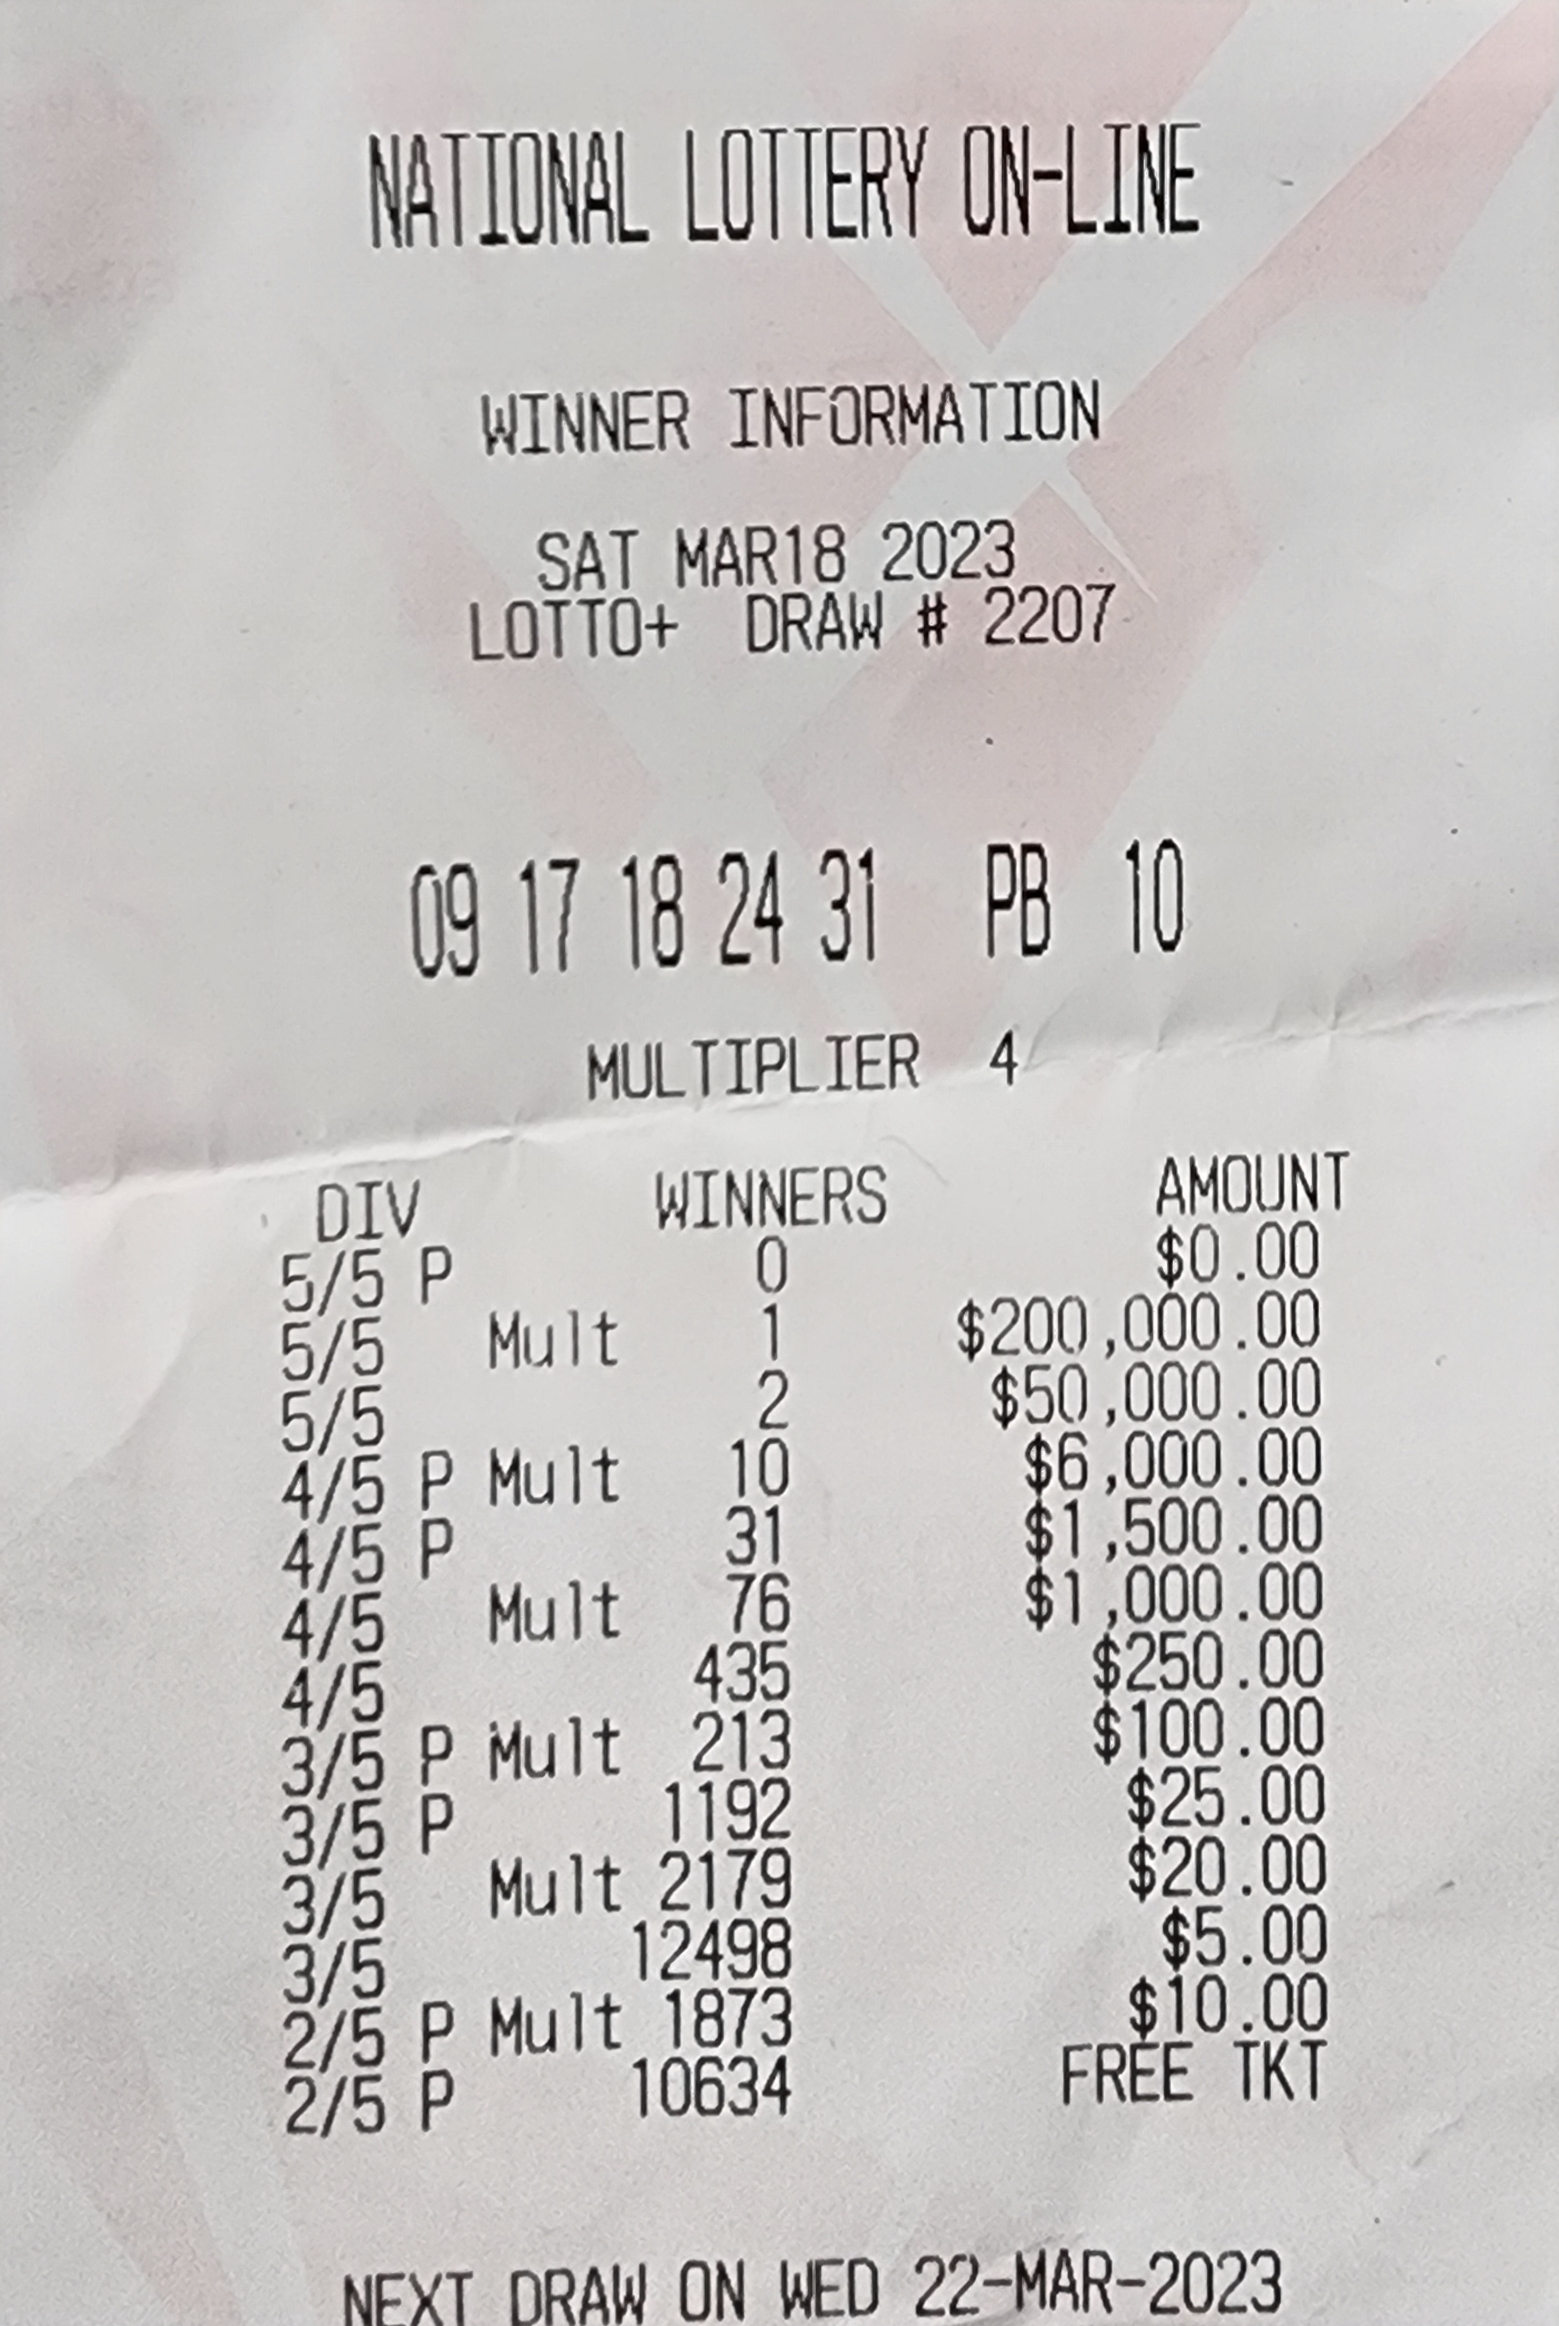 NATIONAL LOTTERY ON-LINE
WINNER INFORMATION
SAT MAR18 2023
LOTTO+ DRAW # 2207
09 17 18 24 31 PB 10
MULTIPLIER 4
DIV WINNERS AMOUNT
5/5 P 0 $0.00
5/5 Mult 1 $200,000.00
5/5 2 $50,000.00
4/5 P Mult 10 $6,000.00
4/5 P 31 $1,500.00
4/5 Mult 76 $1,000.00
4/5 435 $250.00
3/5 P Mult 213 $100.00
3/5 P 1192 $25.00
3/5 Mult 2179 $20.00
3/5 12498 $5.00
2/5 P Mult 1873 $10.00
2/5 P 10634 FREE TKT
NEXT DRAW ON WED 22-MAR-2023